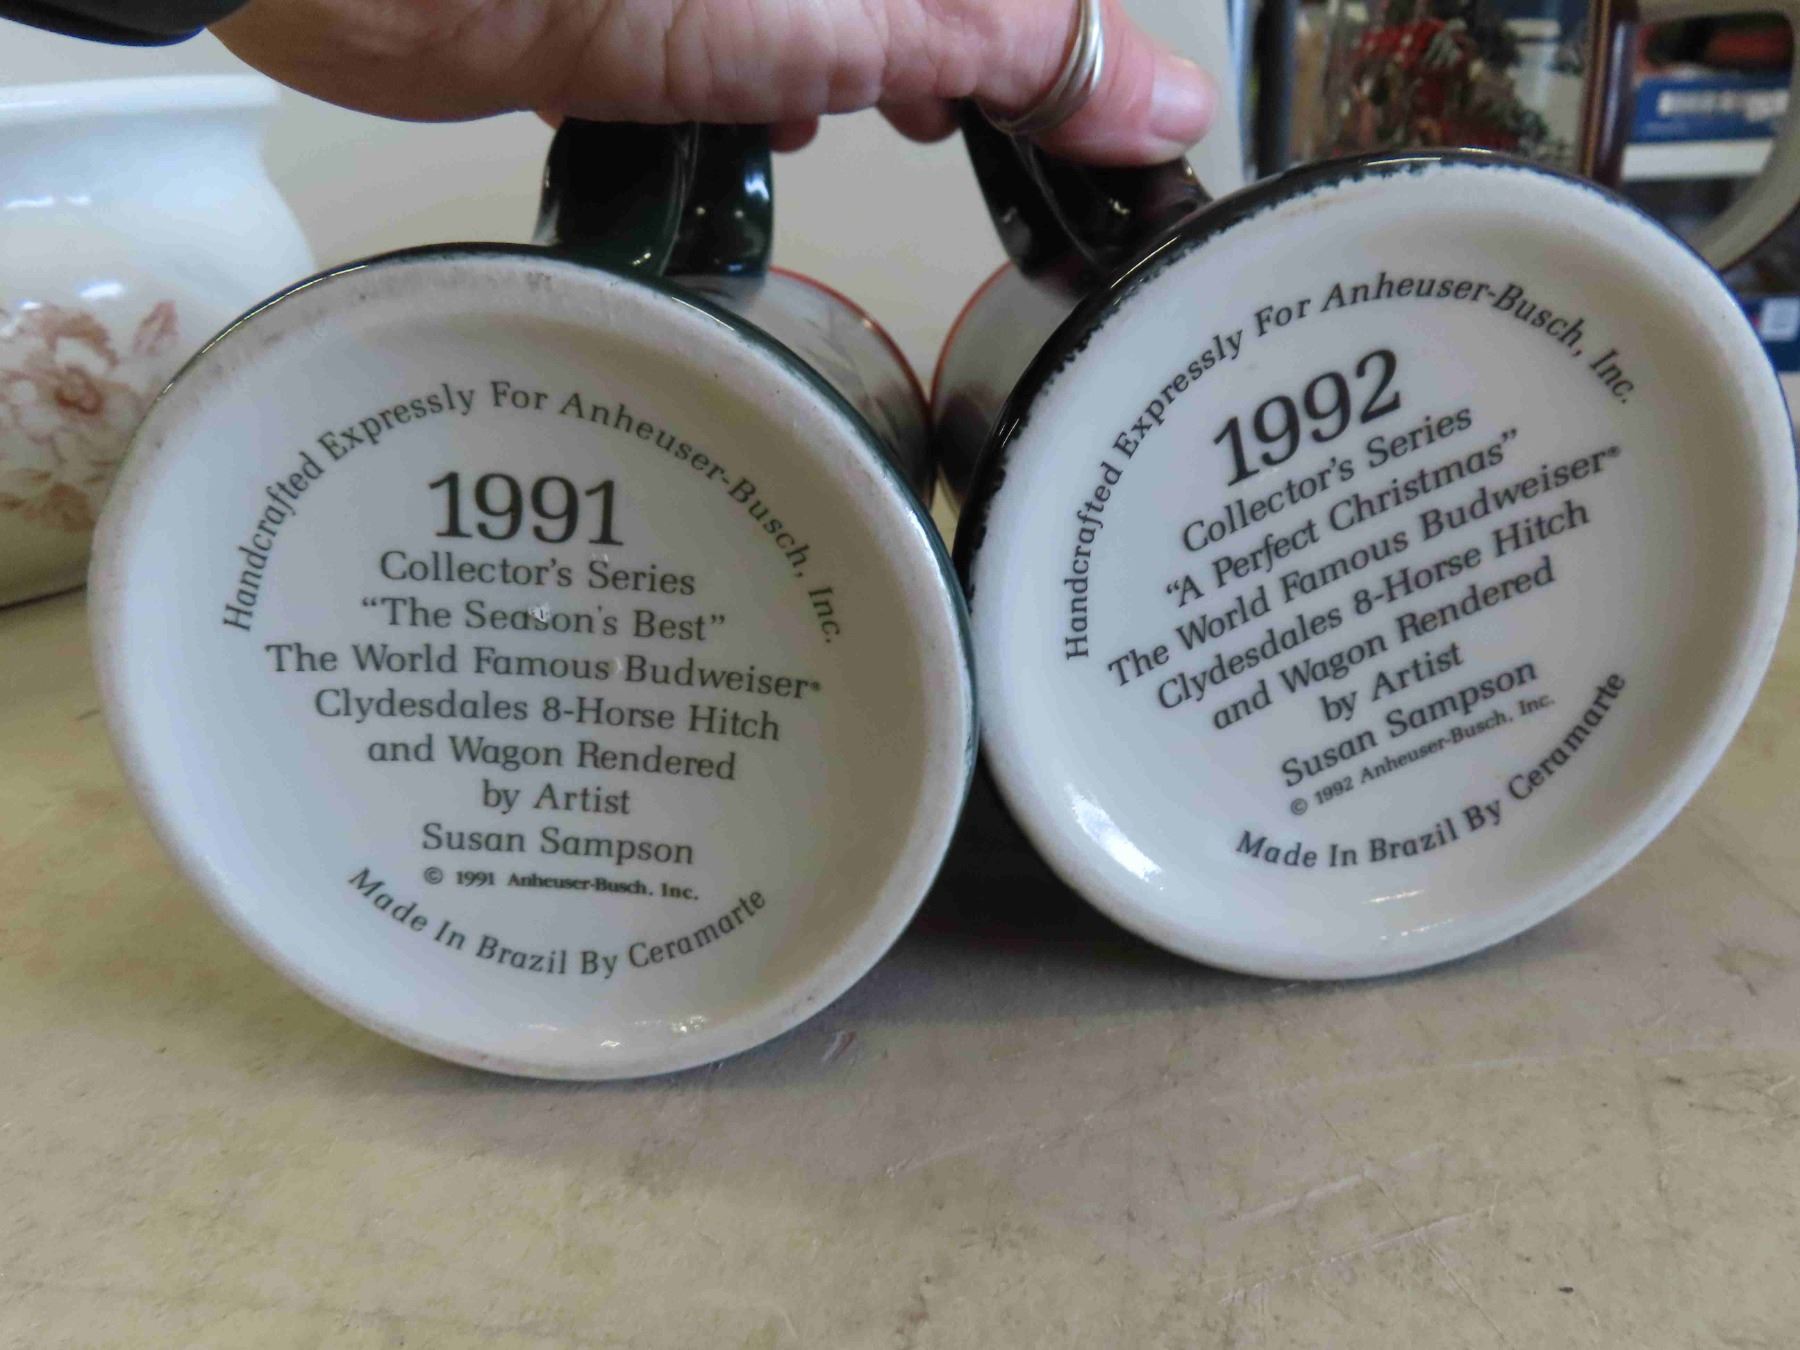 Handcrafted Expressly For Anheuser-Busch, Inc.
1991
Collector's Series
“The Season's Best”
The World Famous Budweiser®
Clydesdales 8-Horse Hitch
and Wagon Rendered
by Artist
Susan Sampson
© 1991 Anheuser-Busch, Inc.
Made In Brazil By Ceramarte
Handcrafted Expressly For Anheuser-Busch, Inc.
1992
Collector's Series
“A Perfect Christmas”
The World Famous Budweiser®
Clydesdales 8-Horse Hitch
and Wagon Rendered
by Artist
Susan Sampson
© 1992 Anheuser-Busch, Inc.
Made In Brazil By Ceramarte